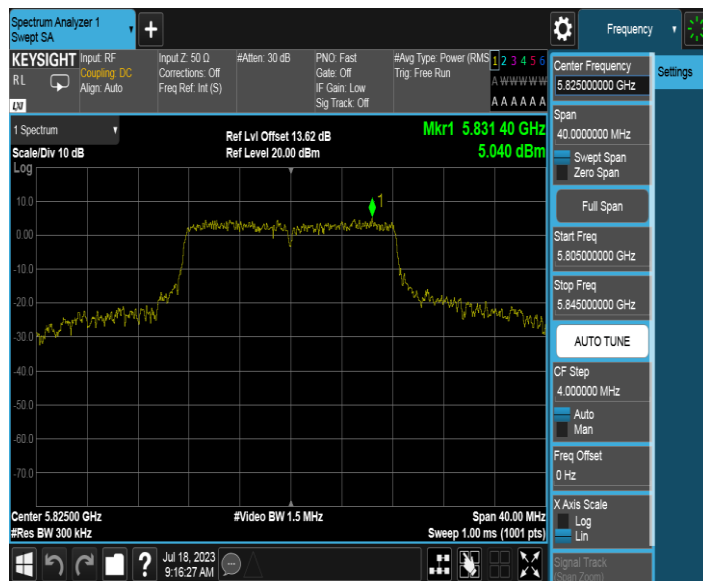 Spectrum Analyzer 1
Swept SA
Frequency
KEYSIGHT
RL
LXI
Input: RF
Coupling: DC
Align: Auto
Input Z: 50 Ω
Corrections: Off
Freq Ref: Int (S)
#Atten: 30 dB
PNO: Fast
Gate: Off
IF Gain: Low
Sig Track: Off
#Avg Type: Power (RMS
Trig: Free Run
1 2 3 4 5 6
A W W W W W
A A A A A A
1 Spectrum
Scale/Div 10 dB
Log
Ref Lvl Offset 13.62 dB
Ref Level 20.00 dBm
Mkr1 5.831 40 GHz
5.040 dBm
1
10.0
0.00
-10.0
-20.0
-30.0
-40.0
-50.0
-60.0
-70.0
Center 5.82500 GHz
#Res BW 300 kHz
#Video BW 1.5 MHz
Span 40.00 MHz
Sweep 1.00 ms (1001 pts)
?
Jul 18, 2023
9:16:27 AM
Center Frequency
5.825000000 GHz
Settings
Span
40.0000000 MHz
Swept Span
Zero Span
Full Span
Start Freq
5.805000000 GHz
Stop Freq
5.845000000 GHz
AUTO TUNE
CF Step
4.000000 MHz
Auto
Man
Freq Offset
0 Hz
X Axis Scale
Log
Lin
Signal Track
(Span Zoom)